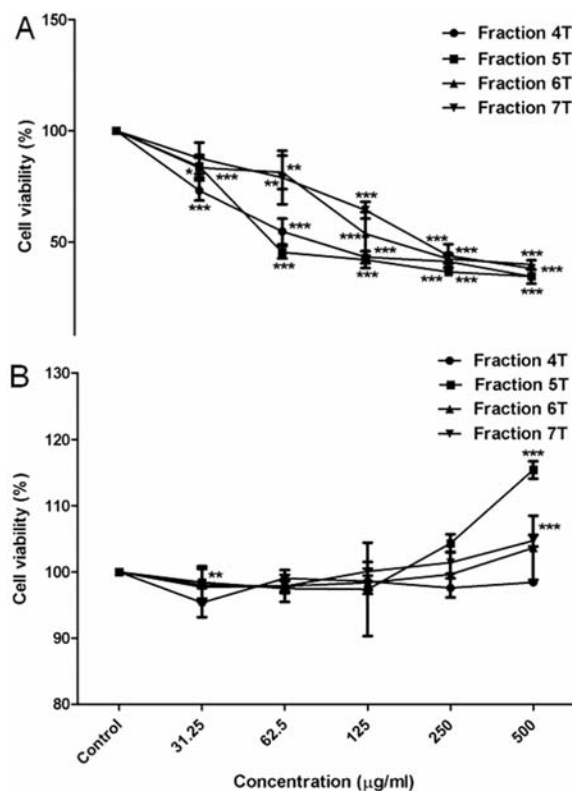 A
150
100
50
Cell viability (%)
Fraction 4T
Fraction 5T
Fraction 6T
Fraction 7T
*
***
***
**
**
***
***
***
****
***
***
***
***
***
***
***
***
***
B
130
120
110
100
90
80
Cell viability (%)
Fraction 4T
Fraction 5T
Fraction 6T
Fraction 7T
**
***
***
Control
31.25
62.5
125
250
500
Concentration (µg/ml)